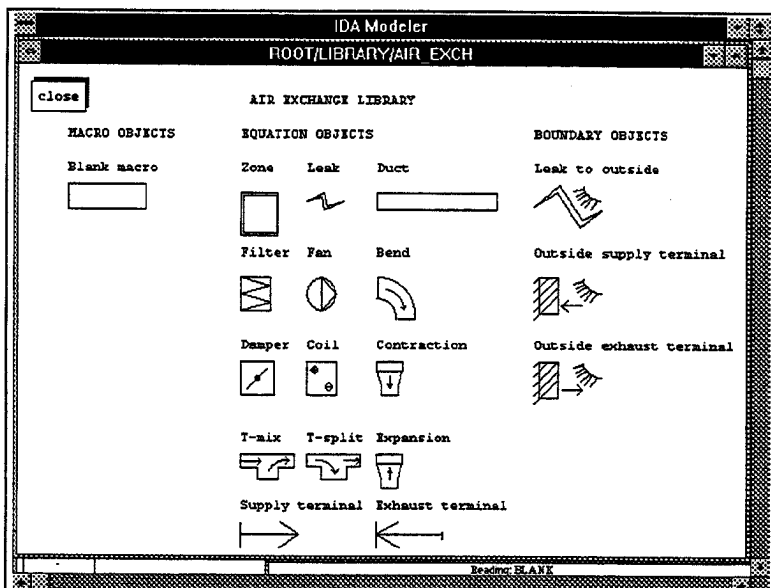 IDA Modeler
ROOT/LIBRARY/AIR_EXCH
close
AIR EXCHANGE LIBRARY
MACRO OBJECTS EQUATION OBJECTS BOUNDARY OBJECTS
Blank macro Zone Leak Duct Leak to outside
Filter Fan Bend Outside supply terminal
Damper Coil Contraction Outside exhaust terminal
T-mix T-split Expansion
Supply terminal Exhaust terminal
Reading: BLANK